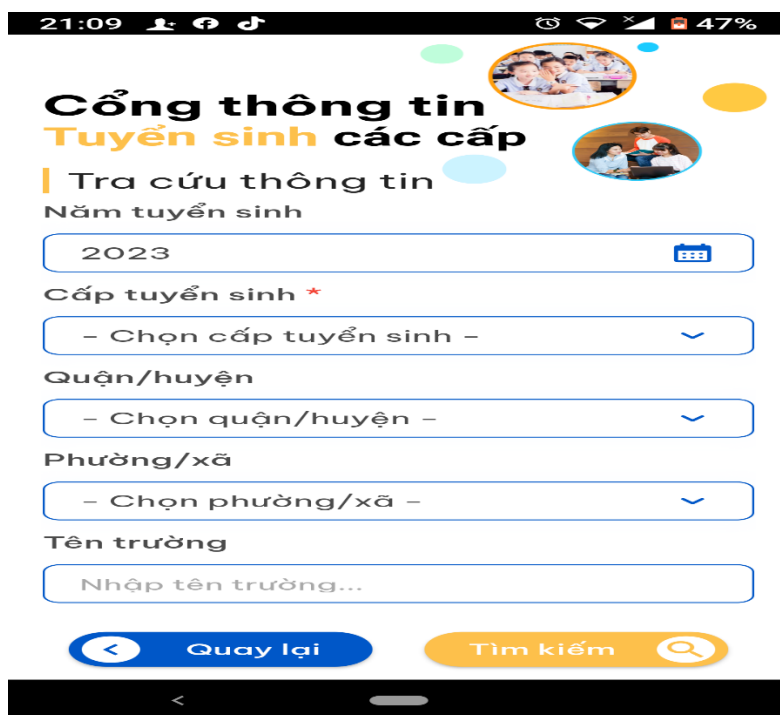 21:09
47%
Cổng thông tin
Tuyển sinh các cấp
Tra cứu thông tin
Năm tuyển sinh
2023
Cấp tuyển sinh *
– Chọn cấp tuyển sinh –
Quận/huyện
– Chọn quận/huyện –
Phường/xã
– Chọn phường/xã –
Tên trường
Nhập tên trường...
Quay lại
Tìm kiếm